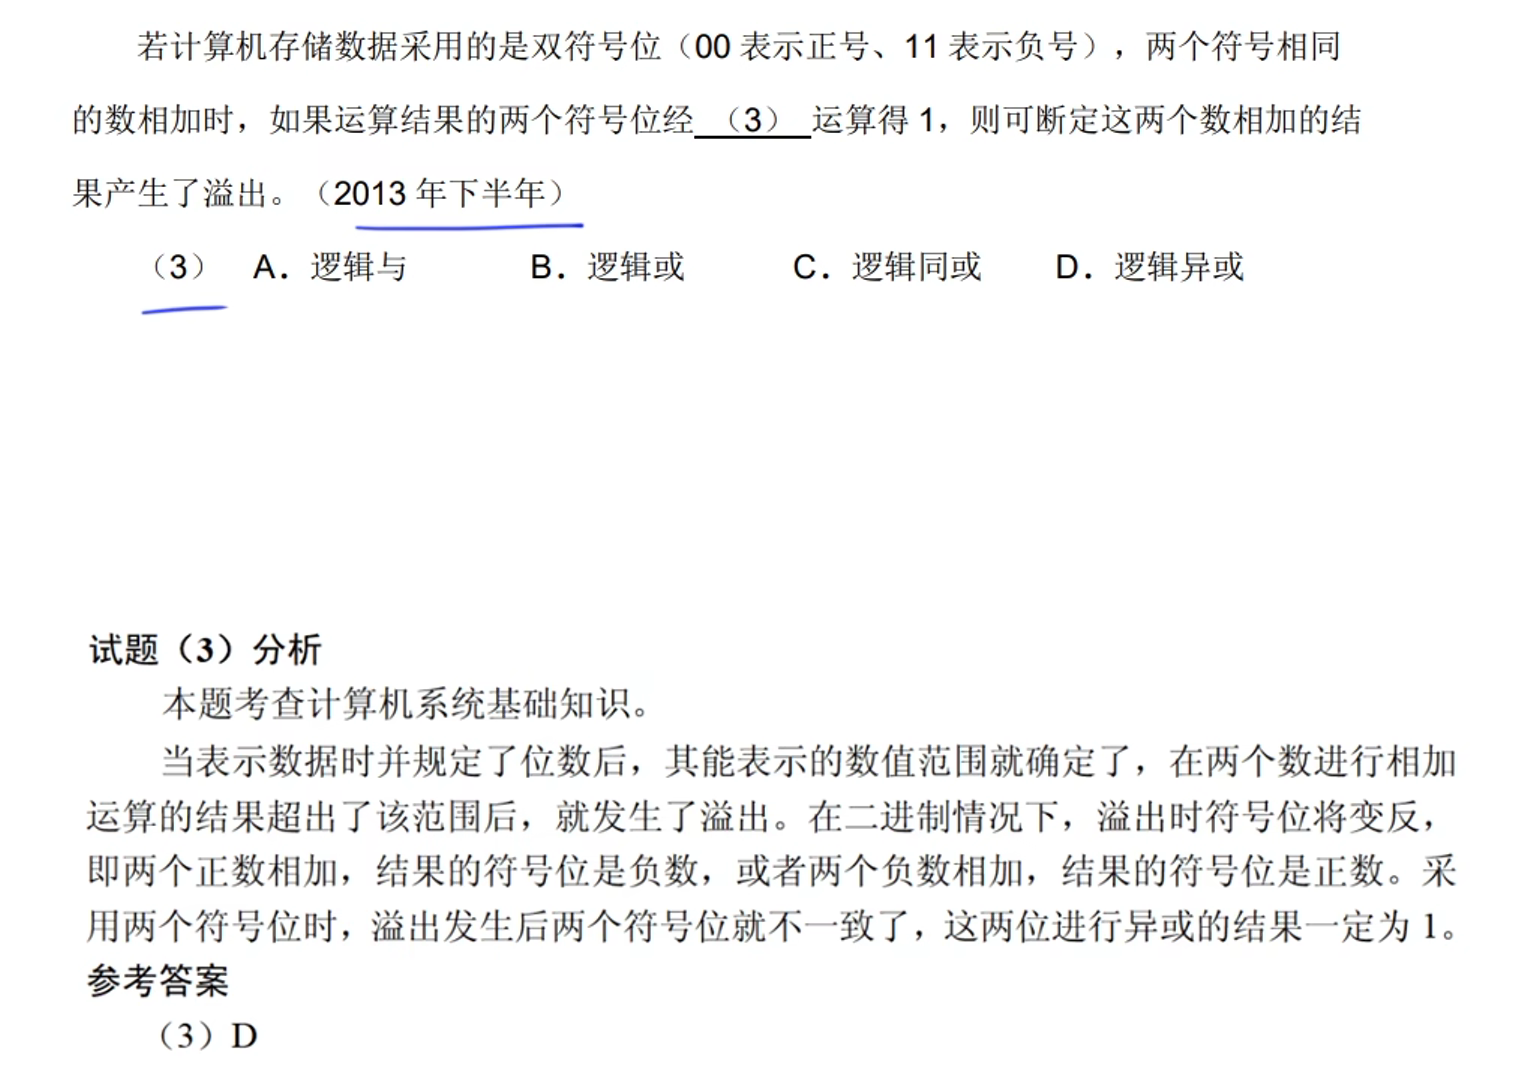 若计算机存储数据采用的是双符号位（00 表示正号、11 表示负号），两个符号相同
的数相加时，如果运算结果的两个符号位经 （3） 运算得 1，则可断定这两个数相加的结
果产生了溢出。（2013 年下半年）
（3） A．逻辑与 B．逻辑或 C．逻辑同或 D．逻辑异或
试题（3）分析
本题考查计算机系统基础知识。
当表示数据时并规定了位数后，其能表示的数值范围就确定了，在两个数进行相加
运算的结果超出了该范围后，就发生了溢出。在二进制情况下，溢出时符号位将变反，
即两个正数相加，结果的符号位是负数，或者两个负数相加，结果的符号位是正数。采
用两个符号位时，溢出发生后两个符号位就不一致了，这两位进行异或的结果一定为 1。
参考答案
（3）D